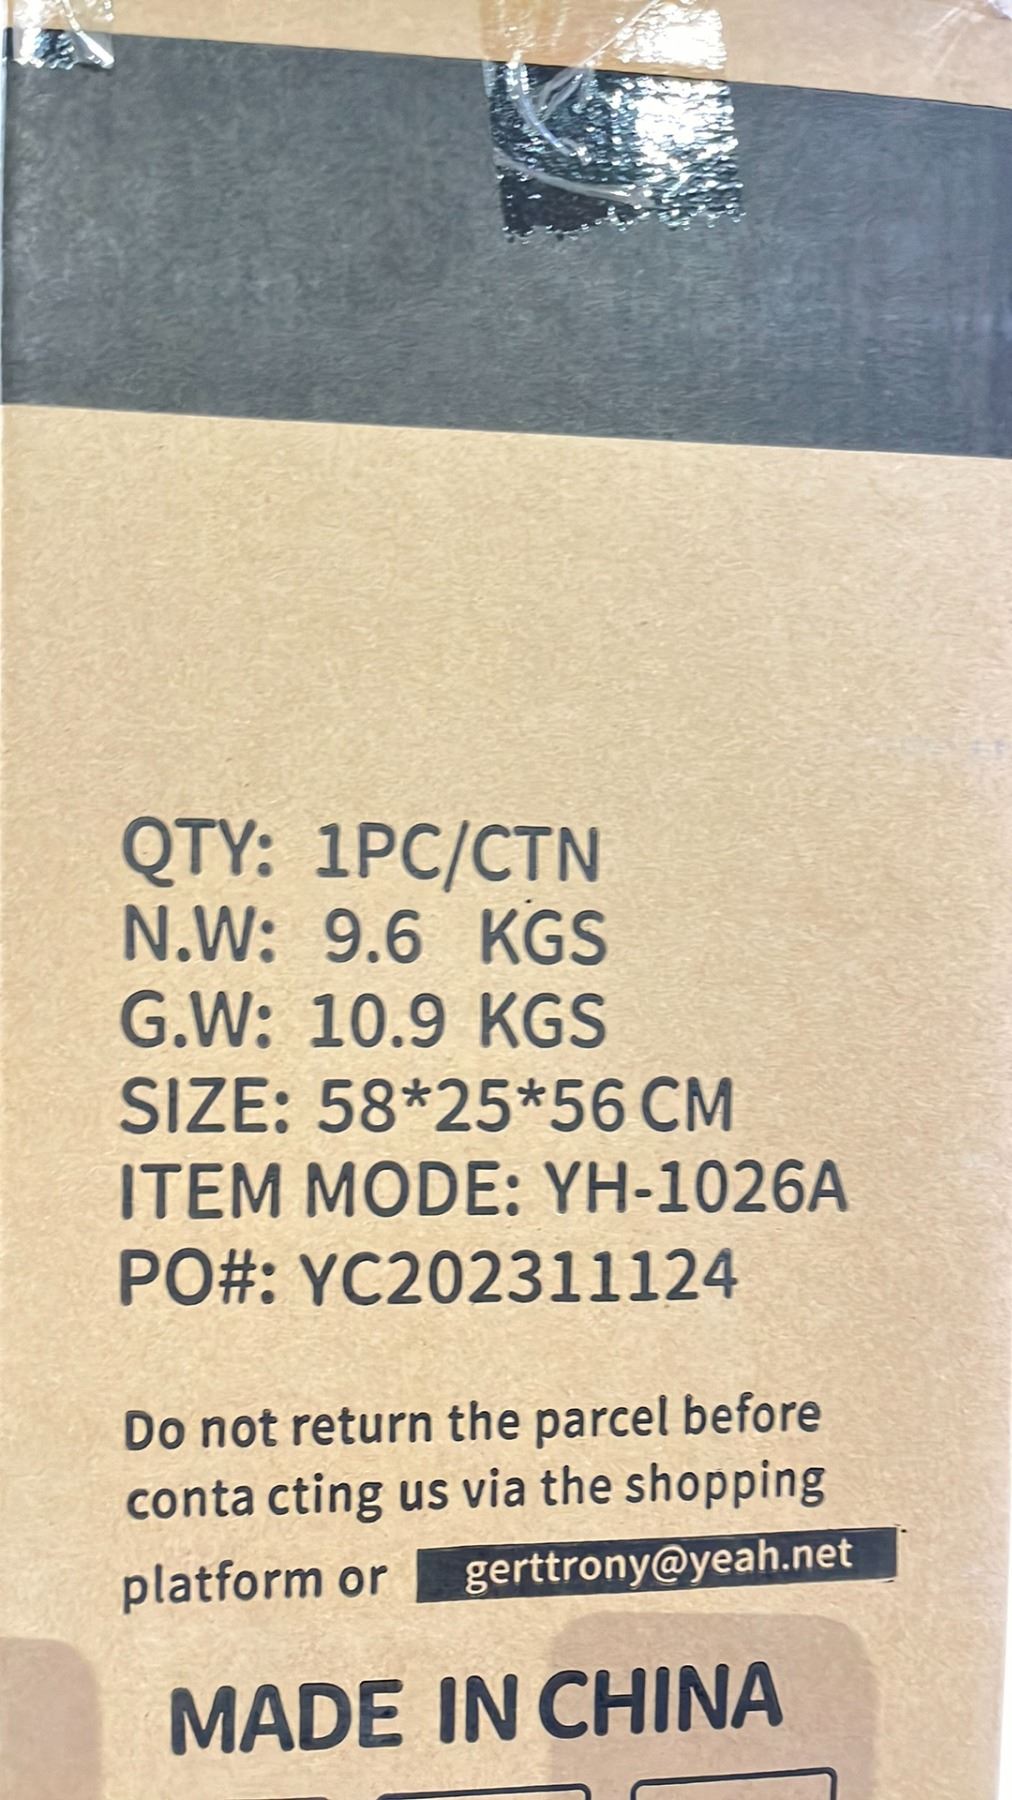 QTY: 1PC/CTN
N.W: 9.6 KGS
G.W: 10.9 KGS
SIZE: 58*25*56 CM
ITEM MODE: YH-1026A
PO#: YC202311124
Do not return the parcel before
conta cting us via the shopping
platform or gerttrony@yeah.net
MADE IN CHINA